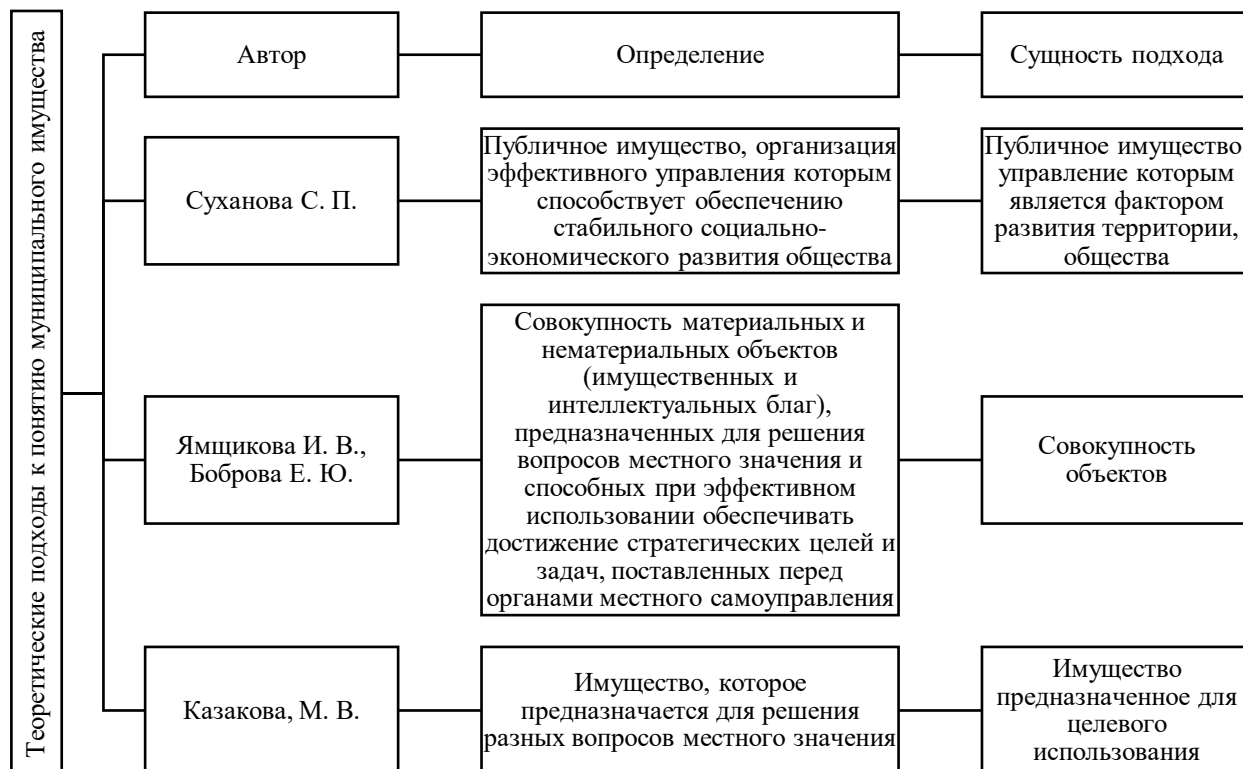 Теоретические подходы к понятию муниципального имущества
Автор
Определение
Сущность подхода
Суханова С. П.
Публичное имущество, организация
эффективного управления которым
способствует обеспечению
стабильного социально-
экономического развития общества
Публичное имущество
управление которым
является фактором
развития территории,
общества
Ямщикова И. В.,
Боброва Е. Ю.
Совокупность материальных и
нематериальных объектов
(имущественных и
интеллектуальных благ),
предназначенных для решения
вопросов местного значения и
способных при эффективном
использовании обеспечивать
достижение стратегических целей и
задач, поставленных перед
органами местного самоуправления
Совокупность
объектов
Казакова, М. В.
Имущество, которое
предназначается для решения
разных вопросов местного значения
Имущество
предназначенное для
целевого
использования